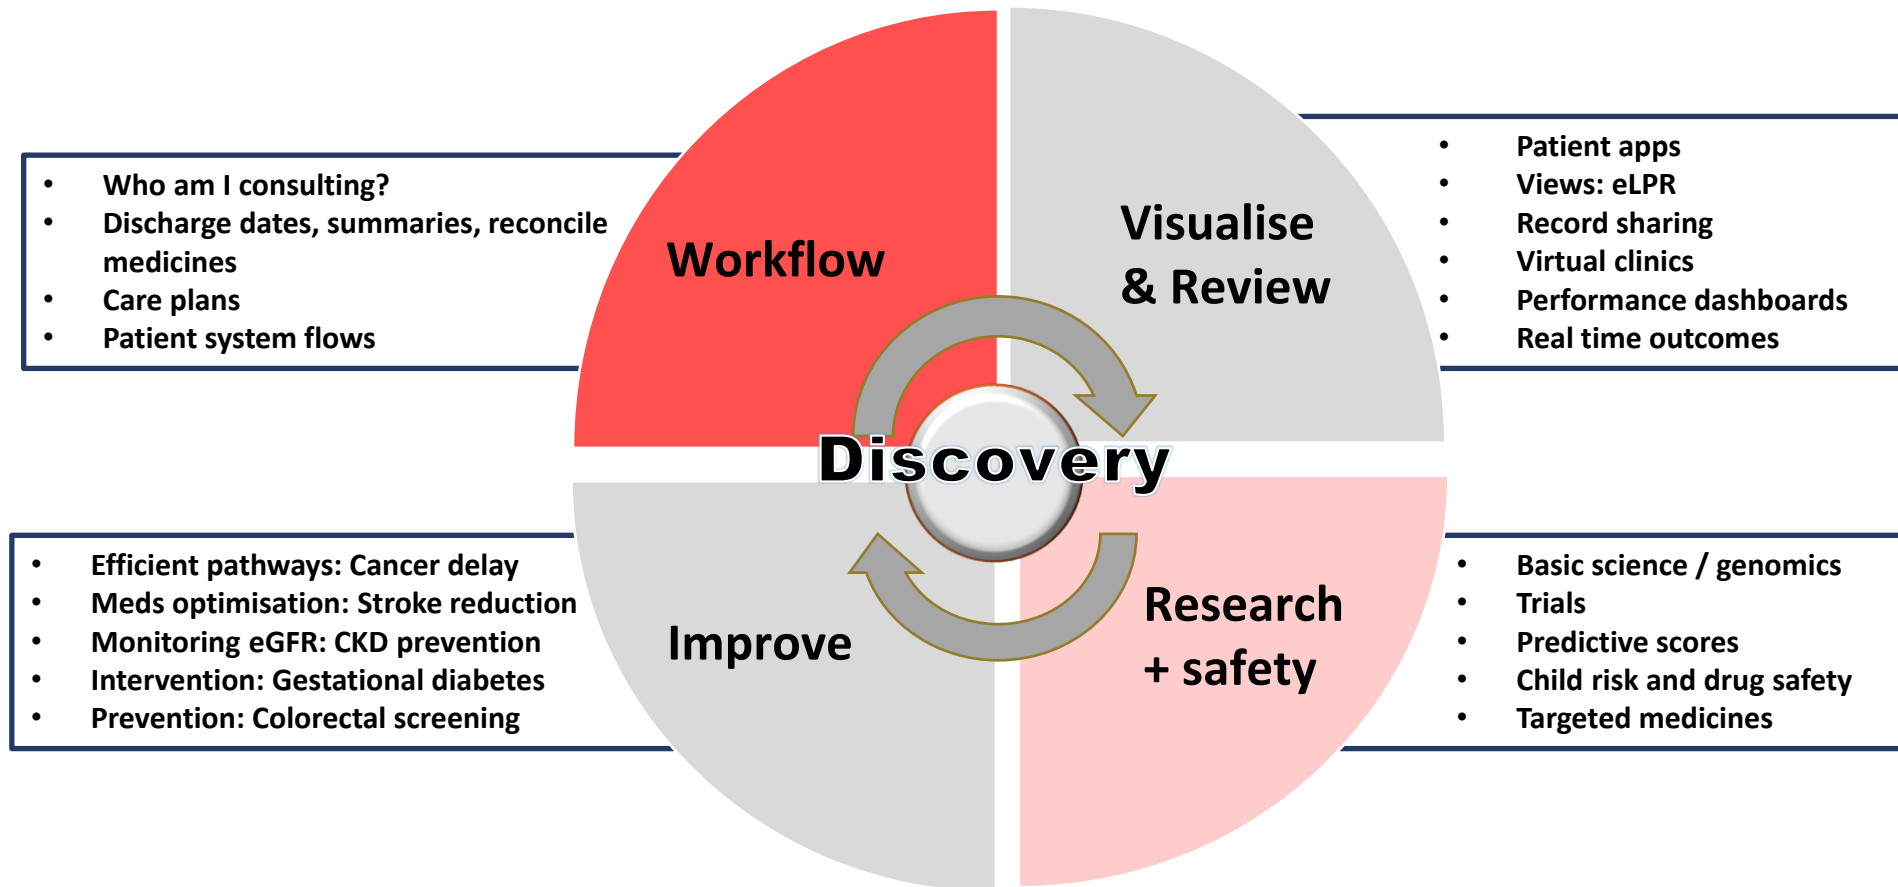 • Who am I consulting?
• Discharge dates, summaries, reconcile
medicines
• Care plans
• Patient system flows
Workflow
Visualise
& Review
• Patient apps
• Views: eLPR
• Record sharing
• Virtual clinics
• Performance dashboards
• Real time outcomes
Discovery
• Efficient pathways: Cancer delay
• Meds optimisation: Stroke reduction
• Monitoring eGFR: CKD prevention
• Intervention: Gestational diabetes
• Prevention: Colorectal screening
Improve
Research
+ safety
• Basic science / genomics
• Trials
• Predictive scores
• Child risk and drug safety
• Targeted medicines